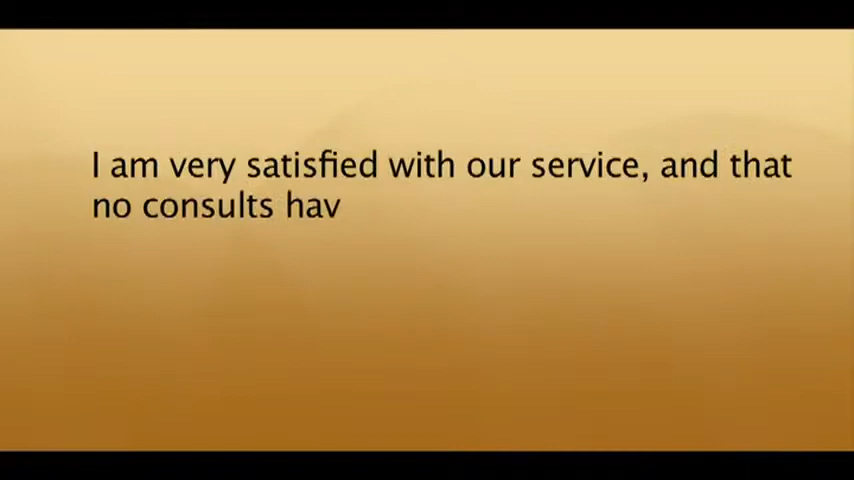 I am very satisfied with our service, and that
no consults hav